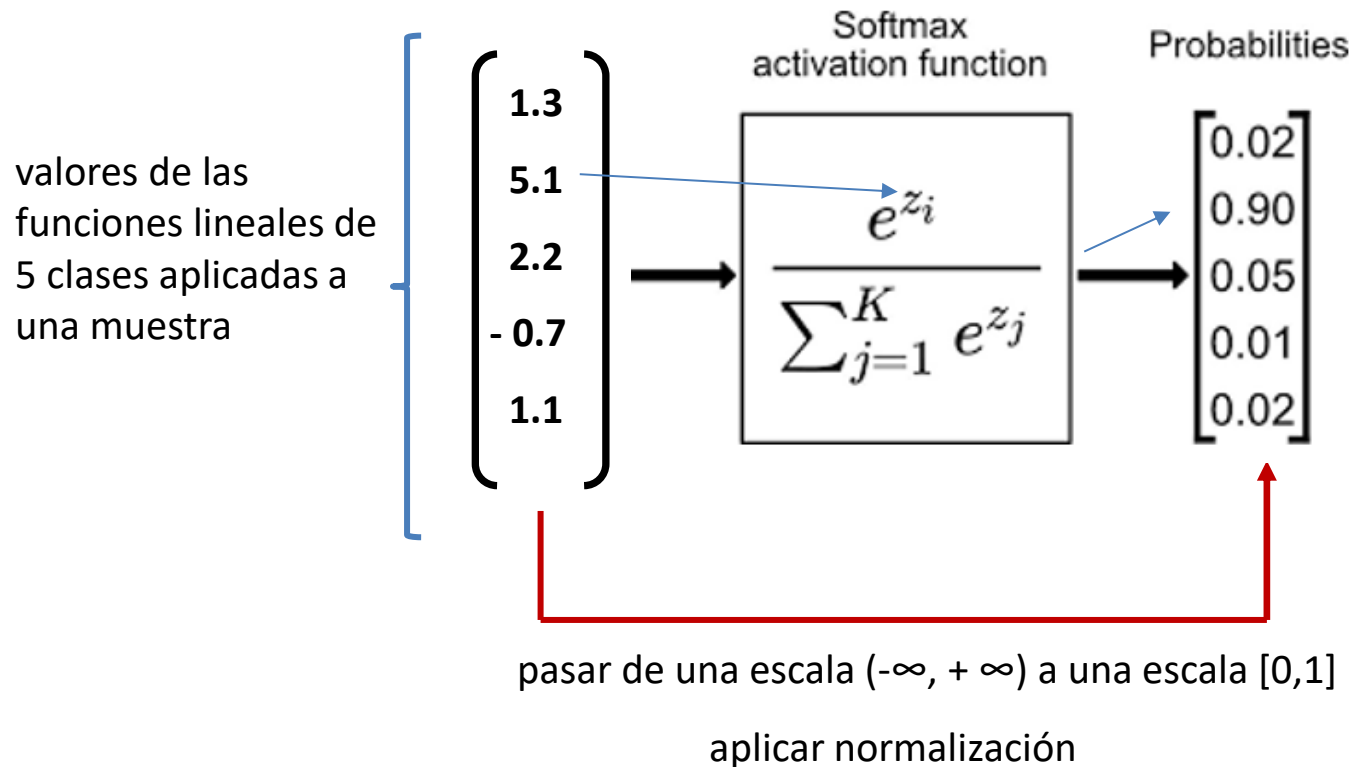 valores de las
funciones lineales de
5 clases aplicadas a
una muestra
1.3
5.1
2.2
- 0.7
1.1
Softmax
activation function
e^{z_i}
∑_{j=1}^{K} e^{z_j}
Probabilities
0.02
0.90
0.05
0.01
0.02
pasar de una escala (-∞, + ∞) a una escala [0,1]
aplicar normalización